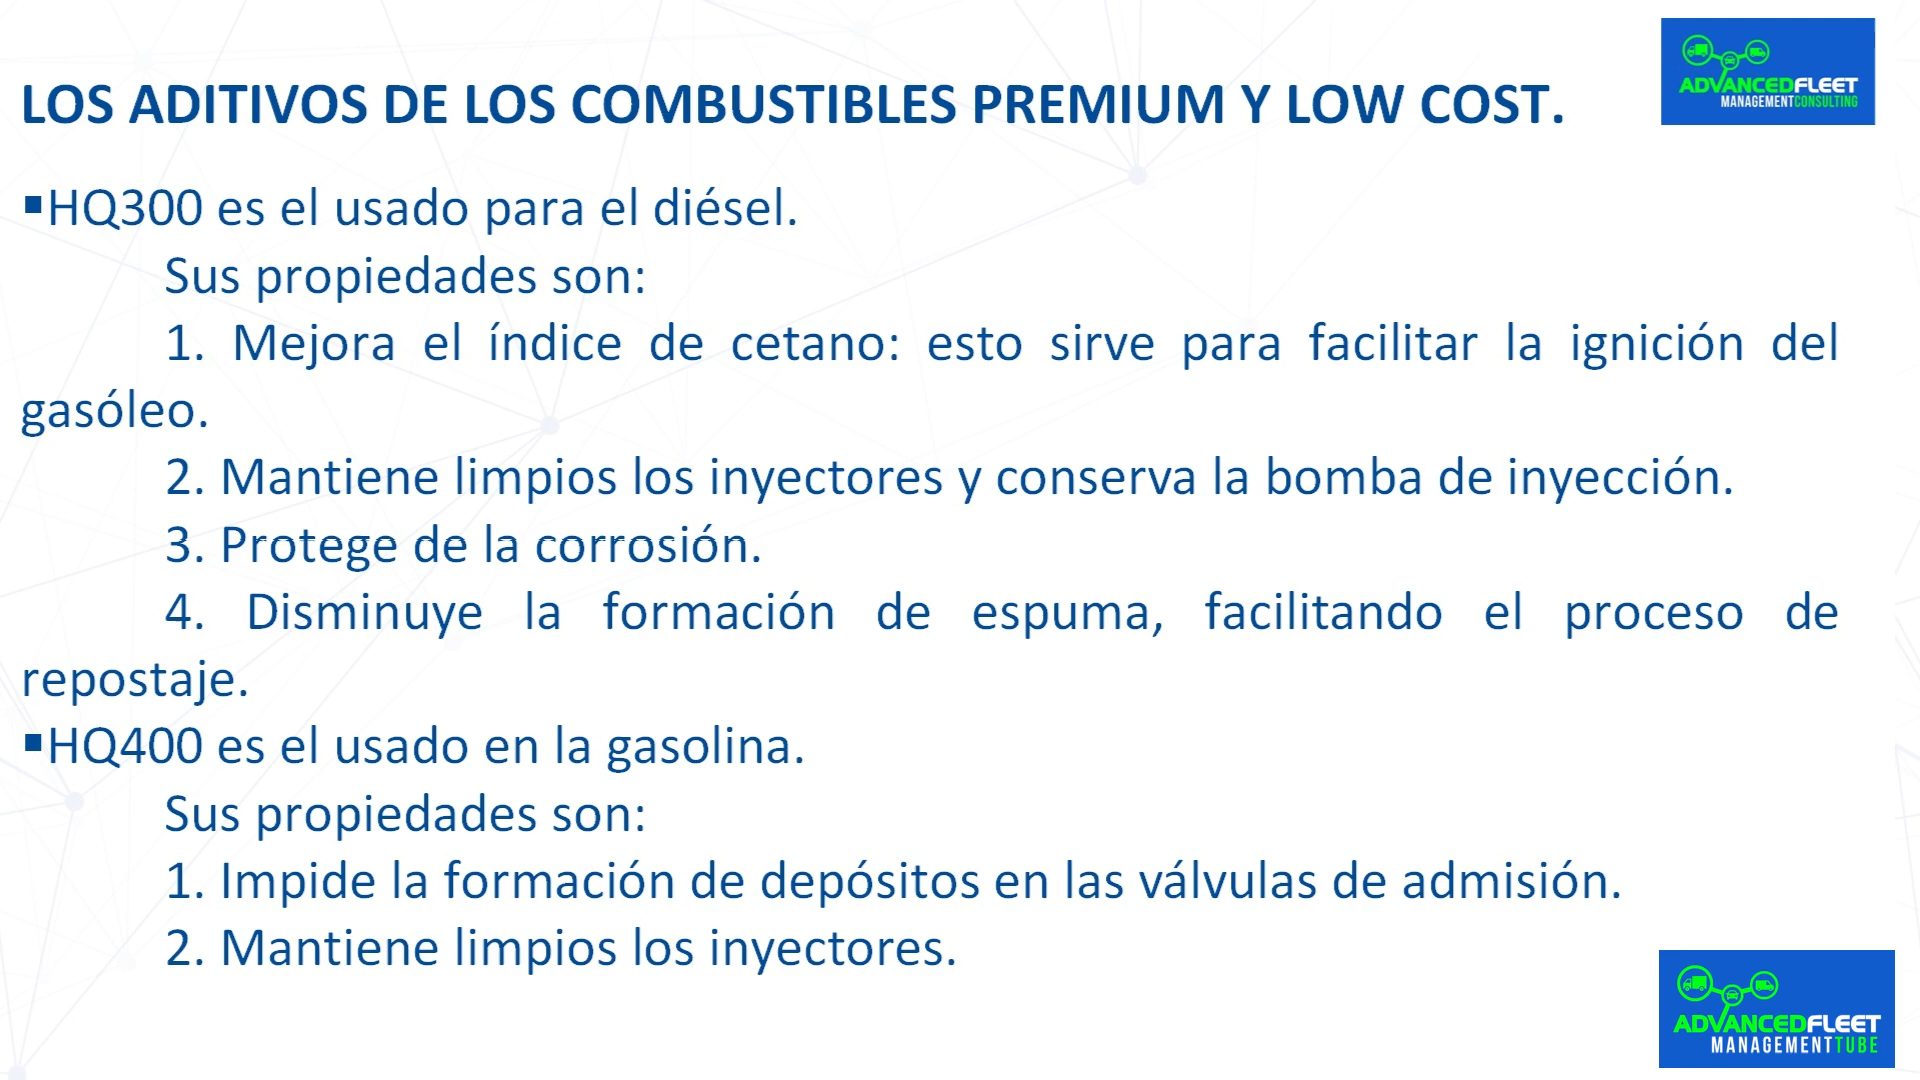 LOS ADITIVOS DE LOS COMBUSTIBLES PREMIUM Y LOW COST.
ADVANCEDFLEET
MANAGEMENTCONSULTING
▪HQ300 es el usado para el diésel.
Sus propiedades son:
1. Mejora el índice de cetano: esto sirve para facilitar la ignición del
gasóleo.
2. Mantiene limpios los inyectores y conserva la bomba de inyección.
3. Protege de la corrosión.
4. Disminuye la formación de espuma, facilitando el proceso de
repostaje.
▪HQ400 es el usado en la gasolina.
Sus propiedades son:
1. Impide la formación de depósitos en las válvulas de admisión.
2. Mantiene limpios los inyectores.
ADVANCEDFLEET
MANAGEMENTTUBE